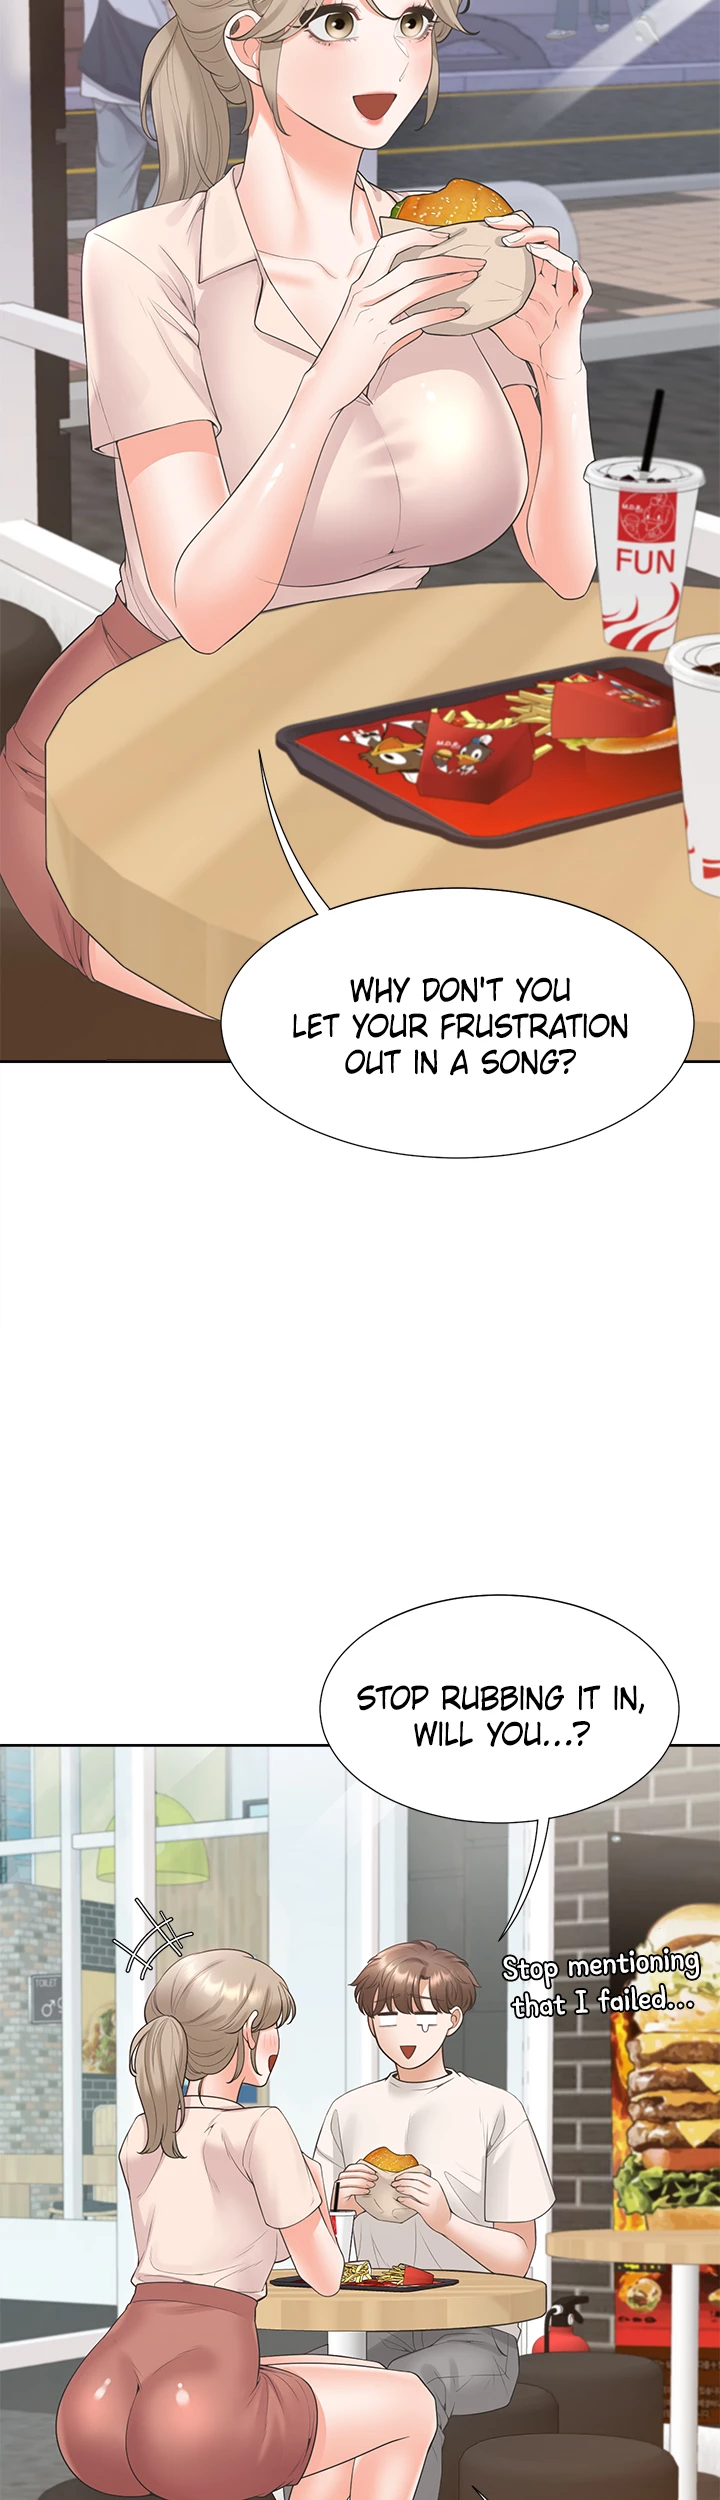 M.D.R
FUN
M.D.R
WHY DON'T YOU
LET YOUR FRUSTRATION
OUT IN A SONG?
STOP RUBBING IT IN,
WILL YOU...?
Stop mentioning
that I failed...
TOILET